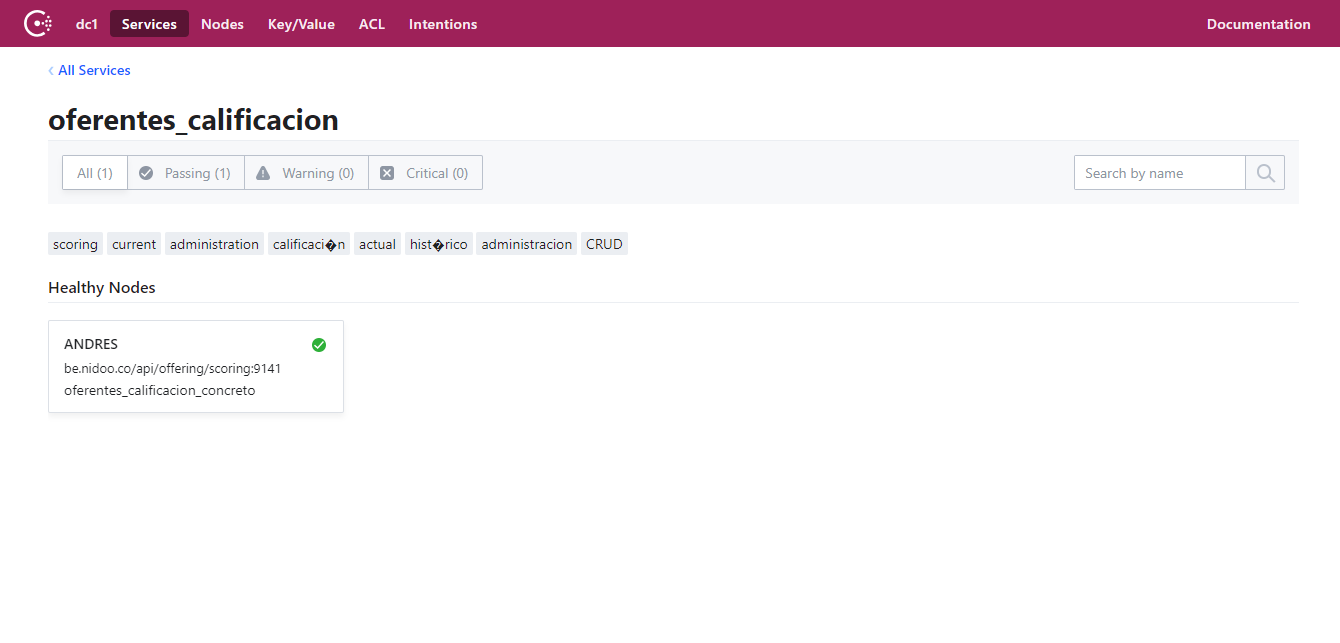 dc1 Services Nodes Key/Value ACL Intentions Documentation
‹ All Services
oferentes_calificacion
All (1) Passing (1) Warning (0) Critical (0) Search by name
scoring current administration calificaci�n actual hist�rico administracion CRUD
Healthy Nodes
ANDRES
be.nidoo.co/api/offering/scoring:9141
oferentes_calificacion_concreto